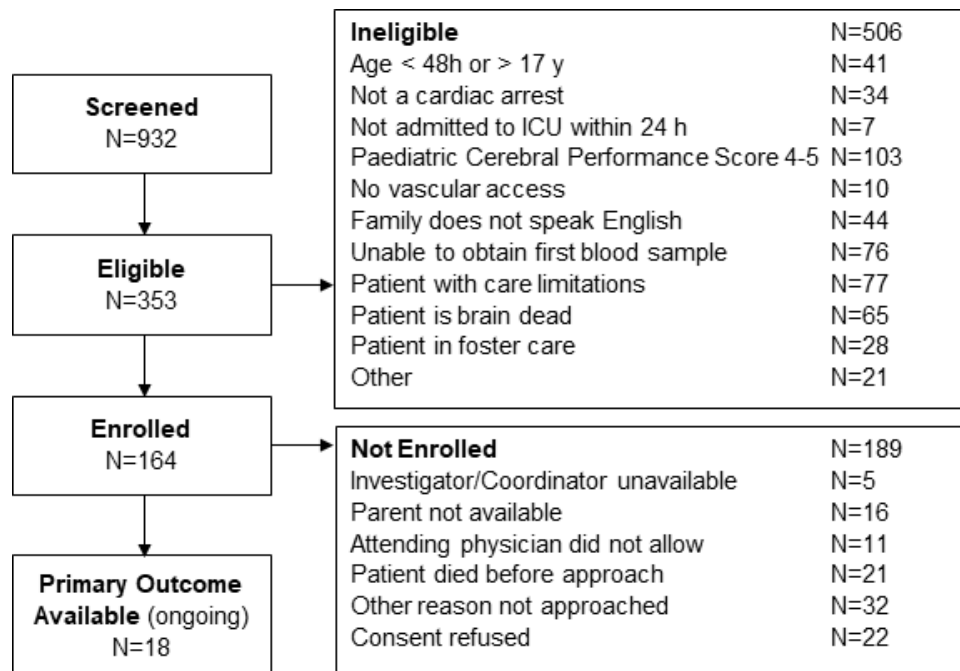 Screened
N=932
Eligible
N=353
Enrolled
N=164
Primary Outcome
Available (ongoing)
N=18
Ineligible N=506
Age < 48h or > 17 y N=41
Not a cardiac arrest N=34
Not admitted to ICU within 24 h N=7
Paediatric Cerebral Performance Score 4-5 N=103
No vascular access N=10
Family does not speak English N=44
Unable to obtain first blood sample N=76
Patient with care limitations N=77
Patient is brain dead N=65
Patient in foster care N=28
Other N=21
Not Enrolled N=189
Investigator/Coordinator unavailable N=5
Parent not available N=16
Attending physician did not allow N=11
Patient died before approach N=21
Other reason not approached N=32
Consent refused N=22